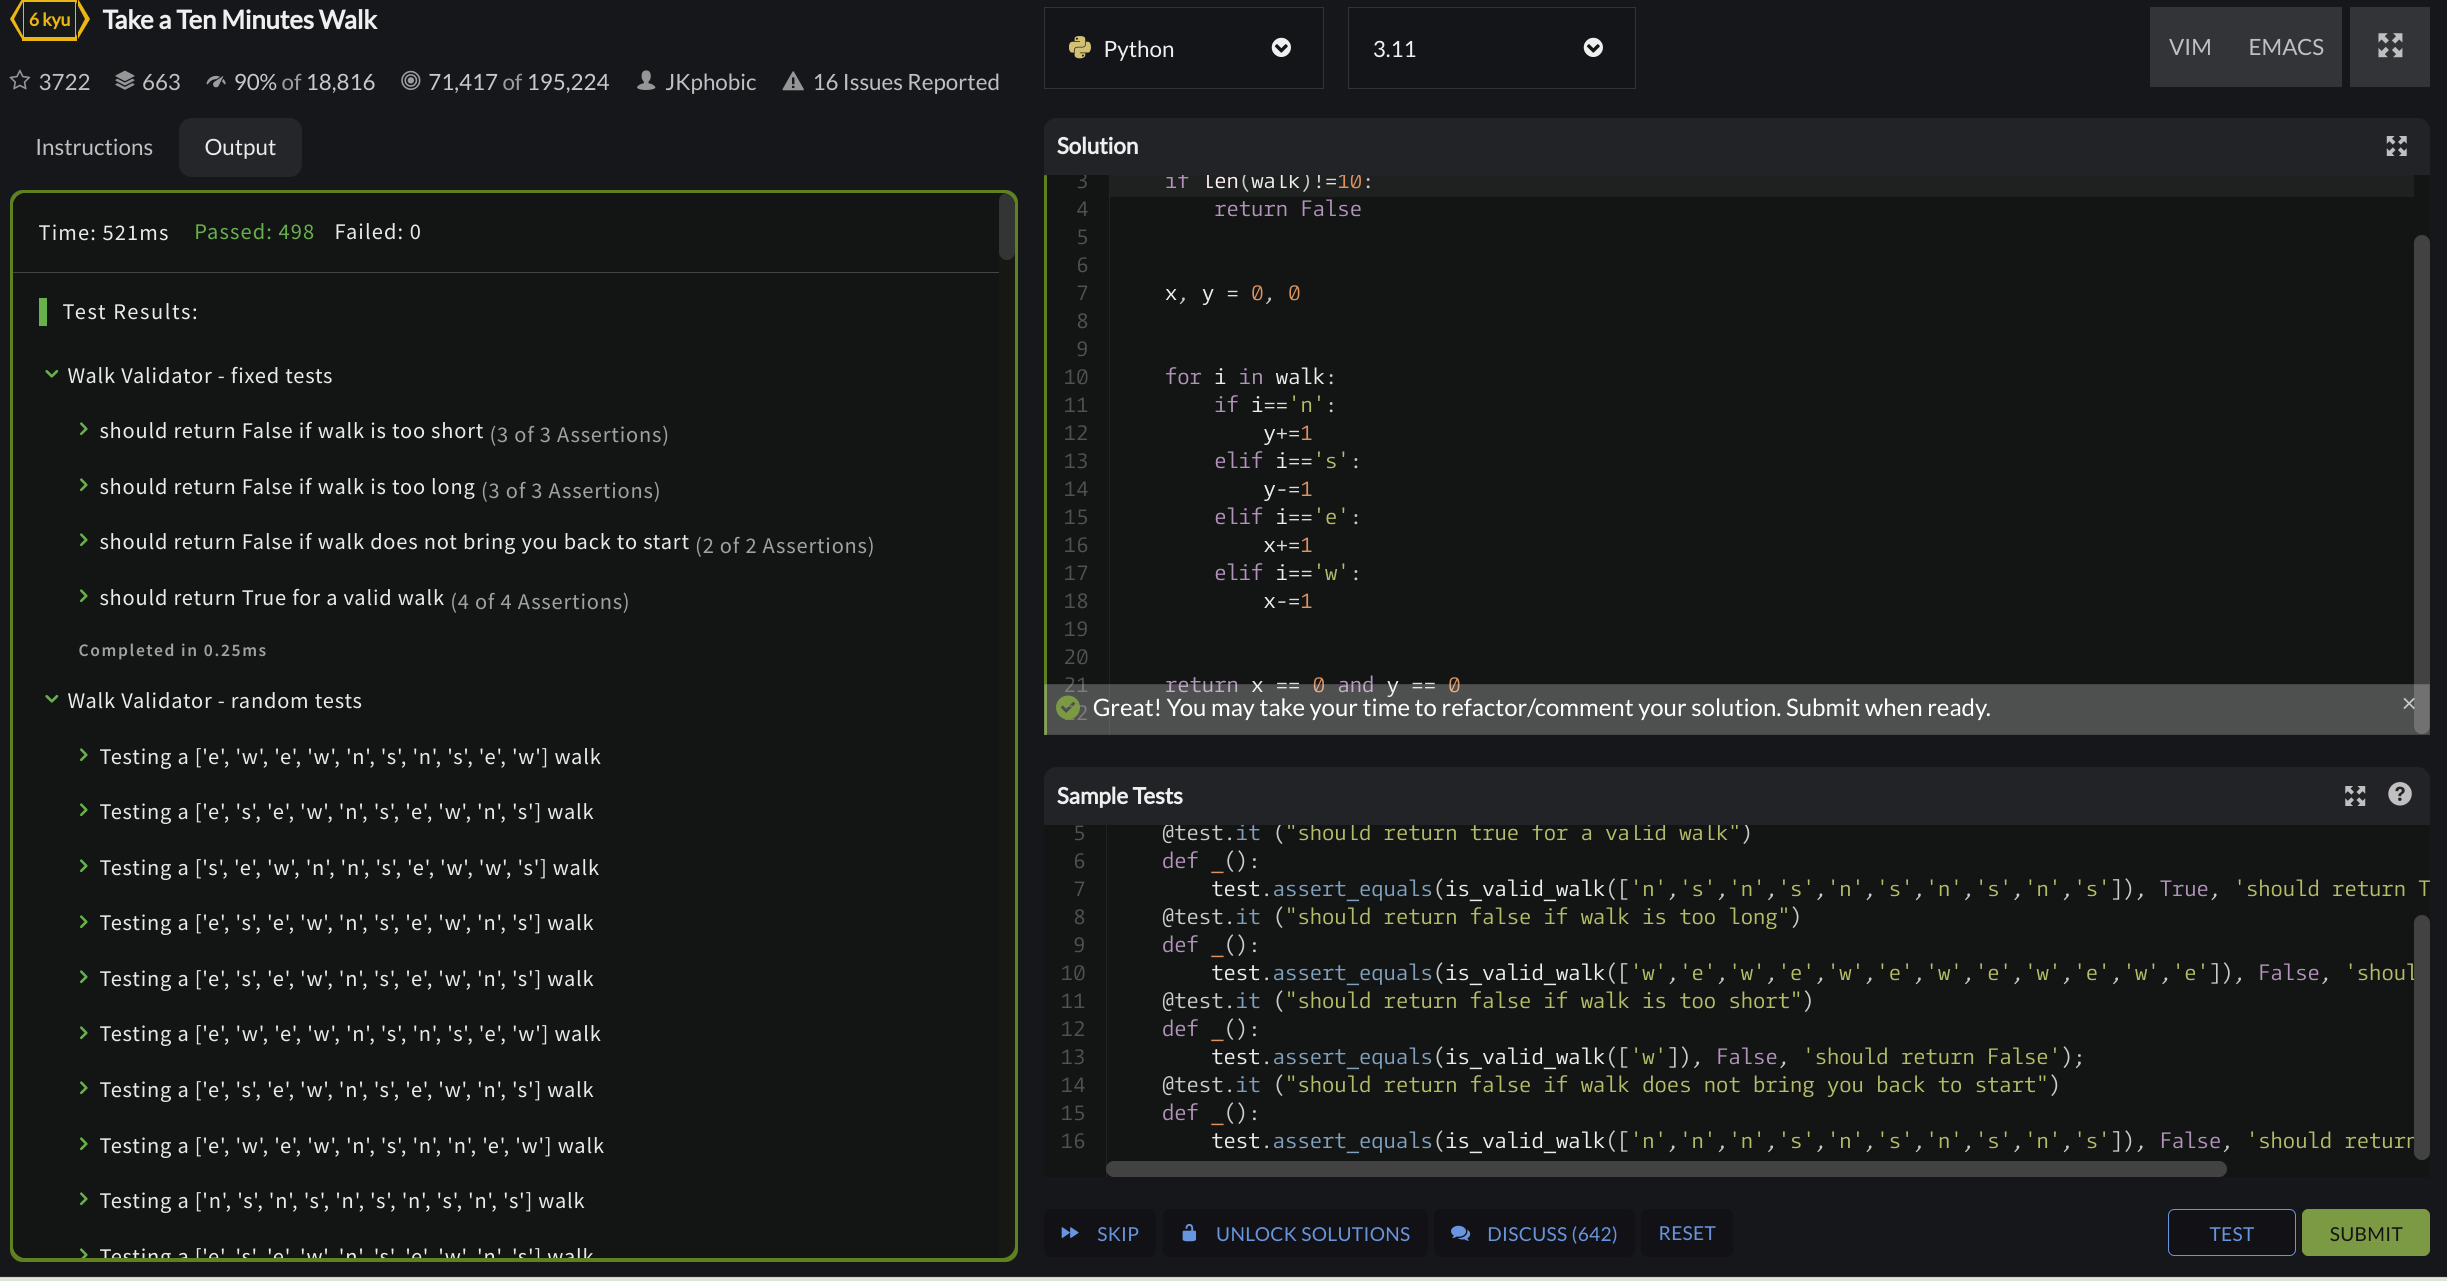 6 kyu Take a Ten Minutes Walk
3722 663 90% of 18,816 71,417 of 195,224 JKphobic 16 Issues Reported
Instructions Output
Time: 521ms Passed: 498 Failed: 0
Test Results:
Walk Validator - fixed tests
should return False if walk is too short (3 of 3 Assertions)
should return False if walk is too long (3 of 3 Assertions)
should return False if walk does not bring you back to start (2 of 2 Assertions)
should return True for a valid walk (4 of 4 Assertions)
Completed in 0.25ms
Walk Validator - random tests
Testing a ['e', 'w', 'e', 'w', 'n', 's', 'n', 's', 'e', 'w'] walk
Testing a ['e', 's', 'e', 'w', 'n', 's', 'e', 'w', 'n', 's'] walk
Testing a ['s', 'e', 'w', 'n', 'n', 's', 'e', 'w', 'w', 's'] walk
Testing a ['e', 's', 'e', 'w', 'n', 's', 'e', 'w', 'n', 's'] walk
Testing a ['e', 's', 'e', 'w', 'n', 's', 'e', 'w', 'n', 's'] walk
Testing a ['e', 'w', 'e', 'w', 'n', 's', 'n', 's', 'e', 'w'] walk
Testing a ['e', 's', 'e', 'w', 'n', 's', 'e', 'w', 'n', 's'] walk
Testing a ['e', 'w', 'e', 'w', 'n', 's', 'n', 'n', 'e', 'w'] walk
Testing a ['n', 's', 'n', 's', 'n', 's', 'n', 's', 'n', 's'] walk
Testing a ['e', 's', 'e', 'w', 'n', 's', 'e', 'w', 'n', 's'] walk
Python 3.11 VIM EMACS
Solution
3 if len(walk)!=10:
4 return False
5
6
7 x, y = 0, 0
8
9
10 for i in walk:
11 if i=='n':
12 y+=1
13 elif i=='s':
14 y-=1
15 elif i=='e':
16 x+=1
17 elif i=='w':
18 x-=1
19
20
21 return x == 0 and y == 0
22
Great! You may take your time to refactor/comment your solution. Submit when ready.
Sample Tests
5 @test.it ("should return true for a valid walk")
6 def _():
7 test.assert_equals(is_valid_walk(['n','s','n','s','n','s','n','s','n','s']), True, 'should return T
8 @test.it ("should return false if walk is too long")
9 def _():
10 test.assert_equals(is_valid_walk(['w','e','w','e','w','e','w','e','w','e','w','e']), False, 'shoul
11 @test.it ("should return false if walk is too short")
12 def _():
13 test.assert_equals(is_valid_walk(['w']), False, 'should return False');
14 @test.it ("should return false if walk does not bring you back to start")
15 def _():
16 test.assert_equals(is_valid_walk(['n','n','n','s','n','s','n','s','n','s']), False, 'should return
SKIP UNLOCK SOLUTIONS DISCUSS (642) RESET TEST SUBMIT